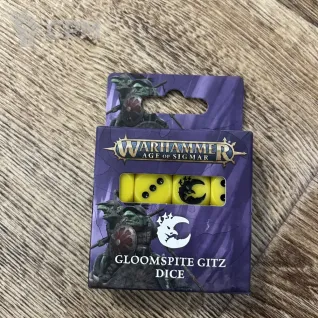 WARHAMMER
AGE OF SIGMAR
GLOOMSPITE GITZ
DICE